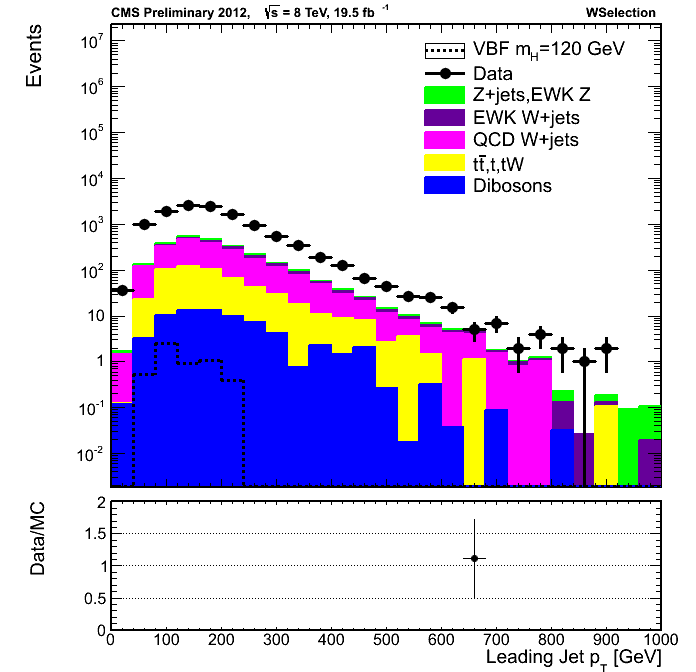 CMS Preliminary 2012, √s = 8 TeV, 19.5 fb⁻¹ WSelection
Events
10⁷
10⁶
10⁵
10⁴
10³
10²
10
1
10⁻¹
10⁻²
VBF m_H=120 GeV
Data
Z+jets,EWK Z
EWK W+jets
QCD W+jets
tt̄,t,tW
Dibosons
Data/MC
2
1.5
1
0.5
0
0 100 200 300 400 500 600 700 800 900 1000
Leading Jet p_T [GeV]